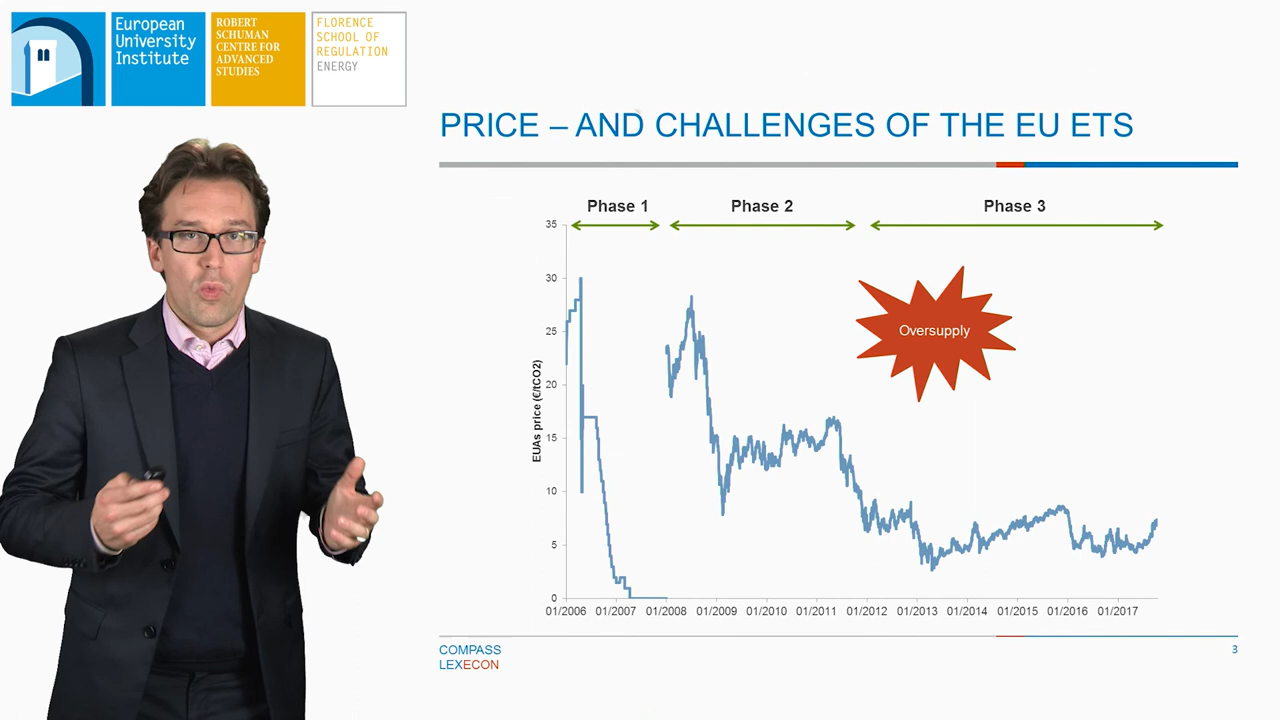 European
University
Institute
ROBERT
SCHUMAN
CENTRE FOR
ADVANCED
STUDIES
FLORENCE
SCHOOL OF
REGULATION
ENERGY
PRICE – AND CHALLENGES OF THE EU ETS
Phase 1
Phase 2
Phase 3
35
30
25
20
15
10
5
0
EUAs price (€/tCO2)
Oversupply
01/2006 01/2007 01/2008 01/2009 01/2010 01/2011 01/2012 01/2013 01/2014 01/2015 01/2016 01/2017
COMPASS
LEXECON
3